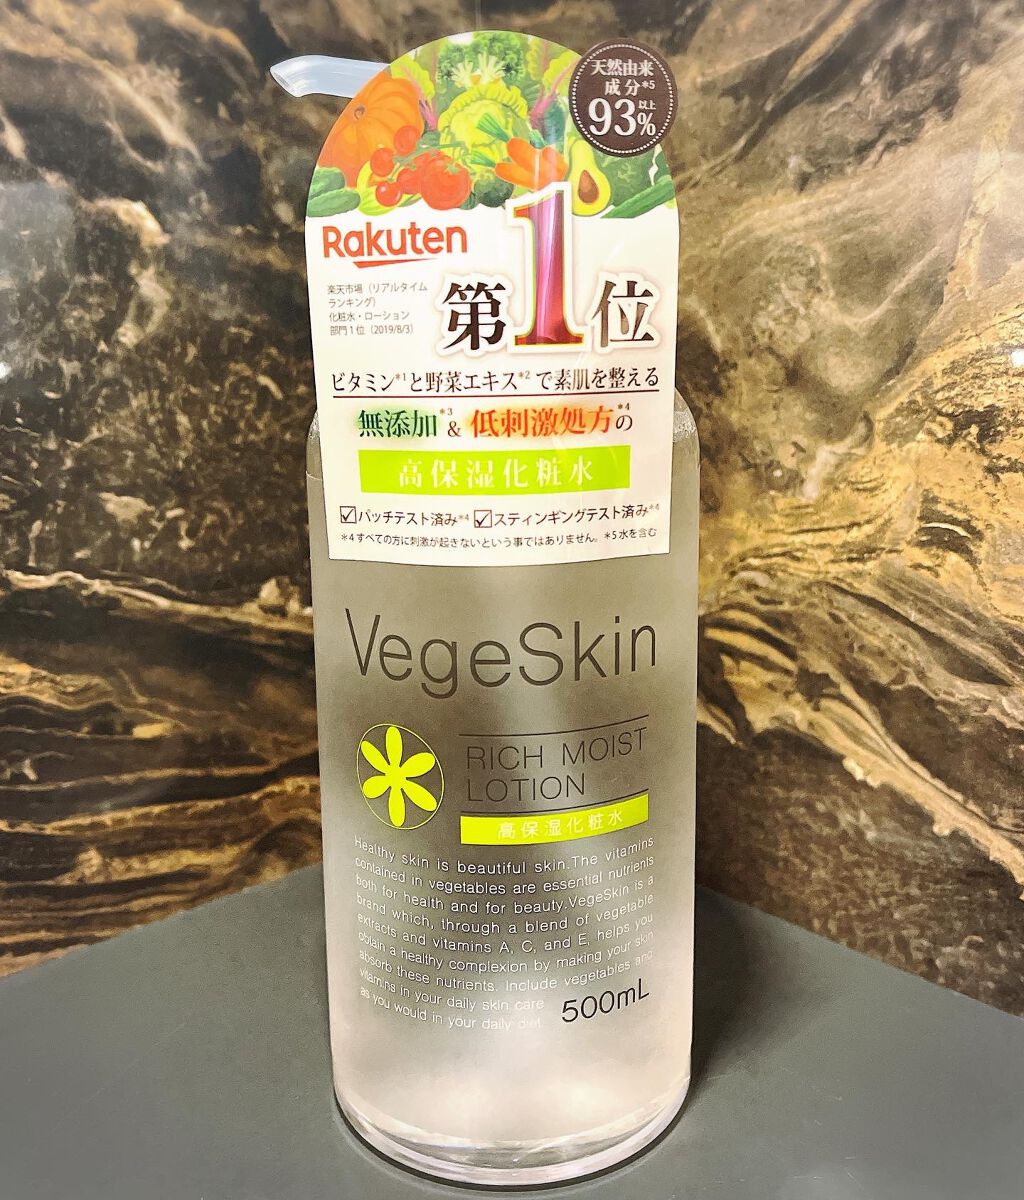 天然由来
成分*5
93%以上
Rakuten
楽天市場（リアルタイム
ランキング）
化粧水・ローション
部門1位（2019/8/3）
第1位
ビタミン*1と野菜エキス*2で素肌を整える
無添加*3&低刺激処方*4の
高保湿化粧水
☑パッチテスト済み*4 ☑スティンギングテスト済み*4
*4すべての方に刺激が起きないという事ではありません。*5水を含む
VegeSkin
RICH MOIST
LOTION
高保湿化粧水
Healthy skin is beautiful skin.The vitamins
contained in vegetables are essential nutrients
both for health and for beauty.VegeSkin is a
brand which, through a blend of vegetable
extracts and vitamins A, C, and E, helps you
obtain a healthy complexion by making your skin
absorb these nutrients. Include vegetables and
vitamins in your daily skin care
as you would in your daily diet.
500mL